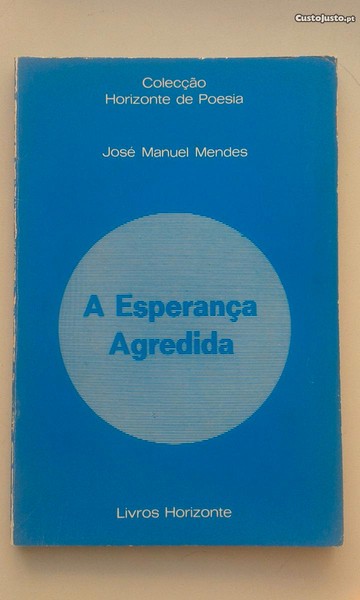 CustoJusto.pt
Colecção
Horizonte de Poesia
José Manuel Mendes
A Esperança
Agredida
Livros Horizonte